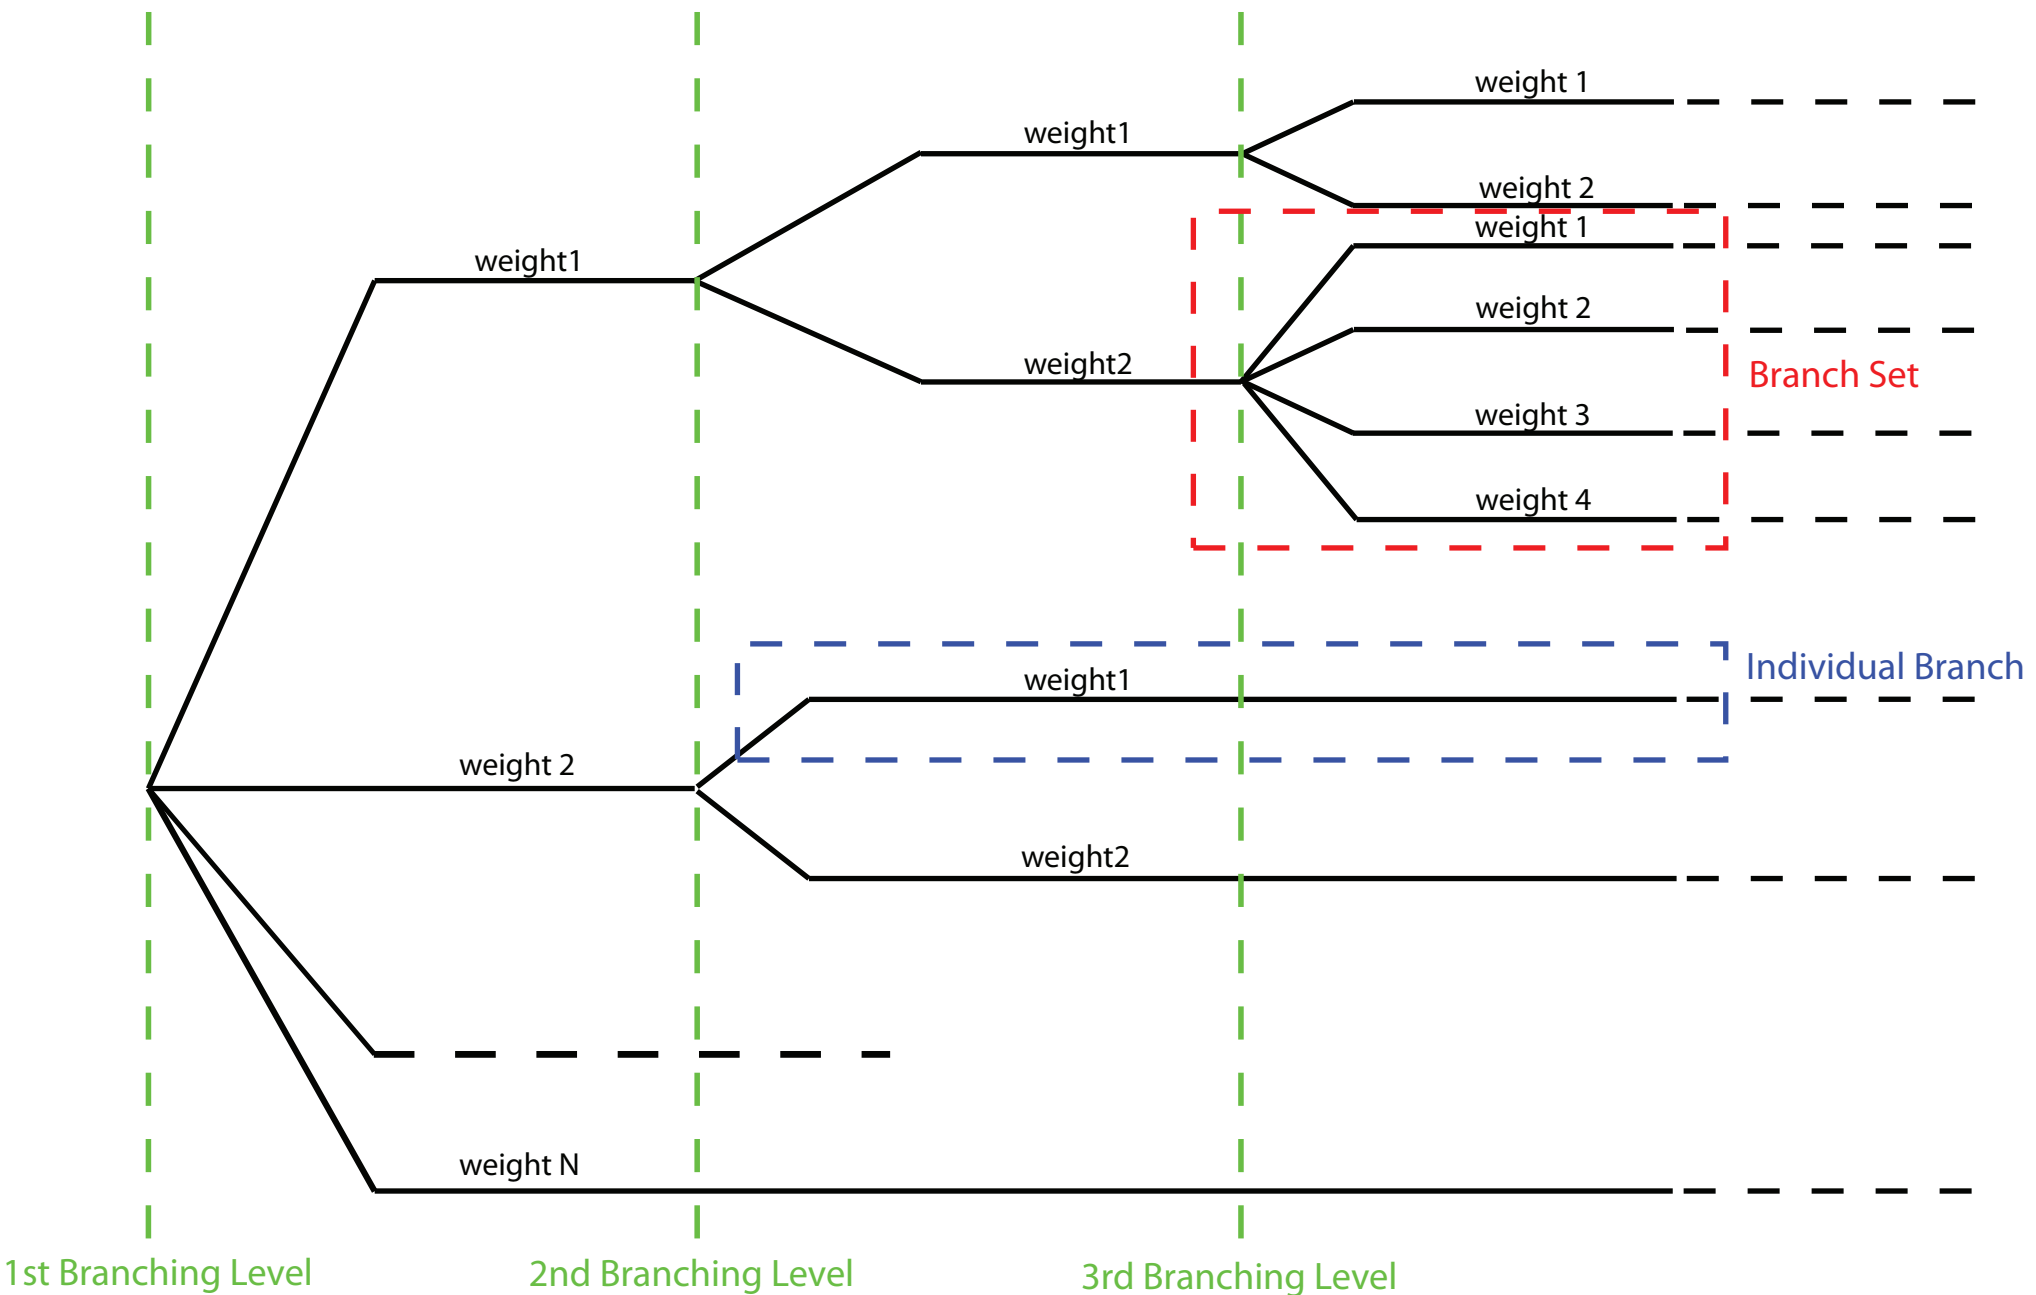 weight 1
weight1
weight 2
weight 1
weight1
weight 2
weight2
Branch Set
weight 3
weight 4
Individual Branch
weight1
weight 2
weight2
weight N
1st Branching Level
2nd Branching Level
3rd Branching Level